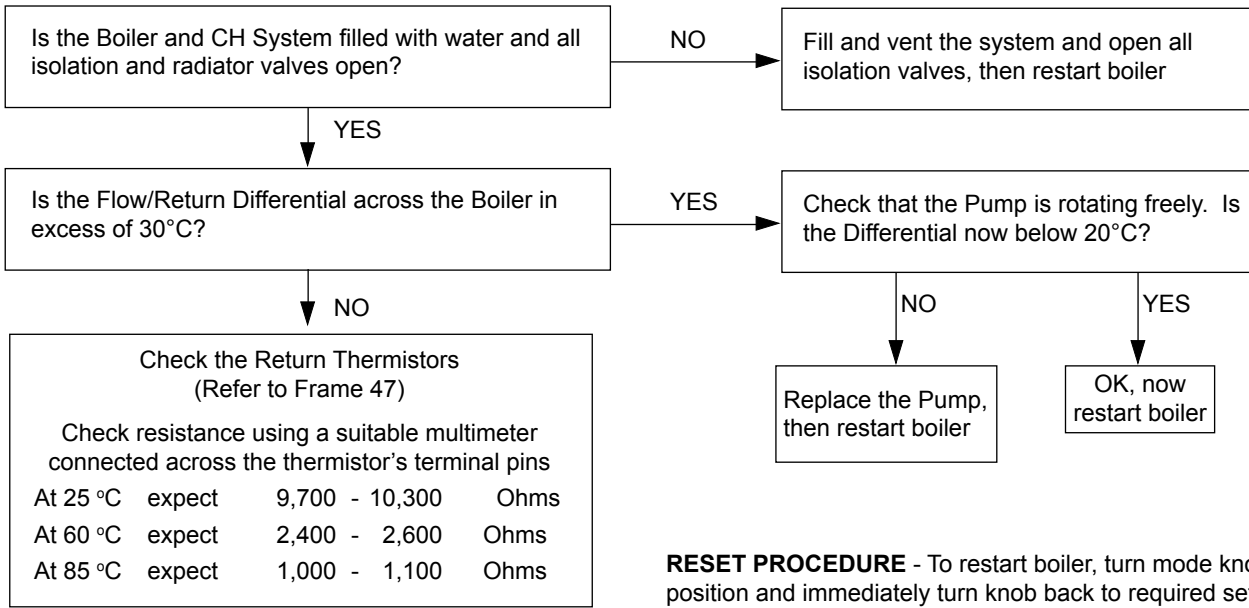 Is the Boiler and CH System filled with water and all
isolation and radiator valves open?
NO
Fill and vent the system and open all
isolation valves, then restart boiler
YES
Is the Flow/Return Differential across the Boiler in
excess of 30°C?
YES
Check that the Pump is rotating freely.  Is
the Differential now below 20°C?
NO
NO
YES
Check the Return Thermistors
(Refer to Frame 47)
Check resistance using a suitable multimeter
connected across the thermistor's terminal pins
At 25 °C expect 9,700 - 10,300 Ohms
At 60 °C expect 2,400 - 2,600 Ohms
At 85 °C expect 1,000 - 1,100 Ohms
Replace the Pump,
then restart boiler
OK, now
restart boiler
RESET PROCEDURE - To restart boiler, turn mode
position and immediately turn knob back to required